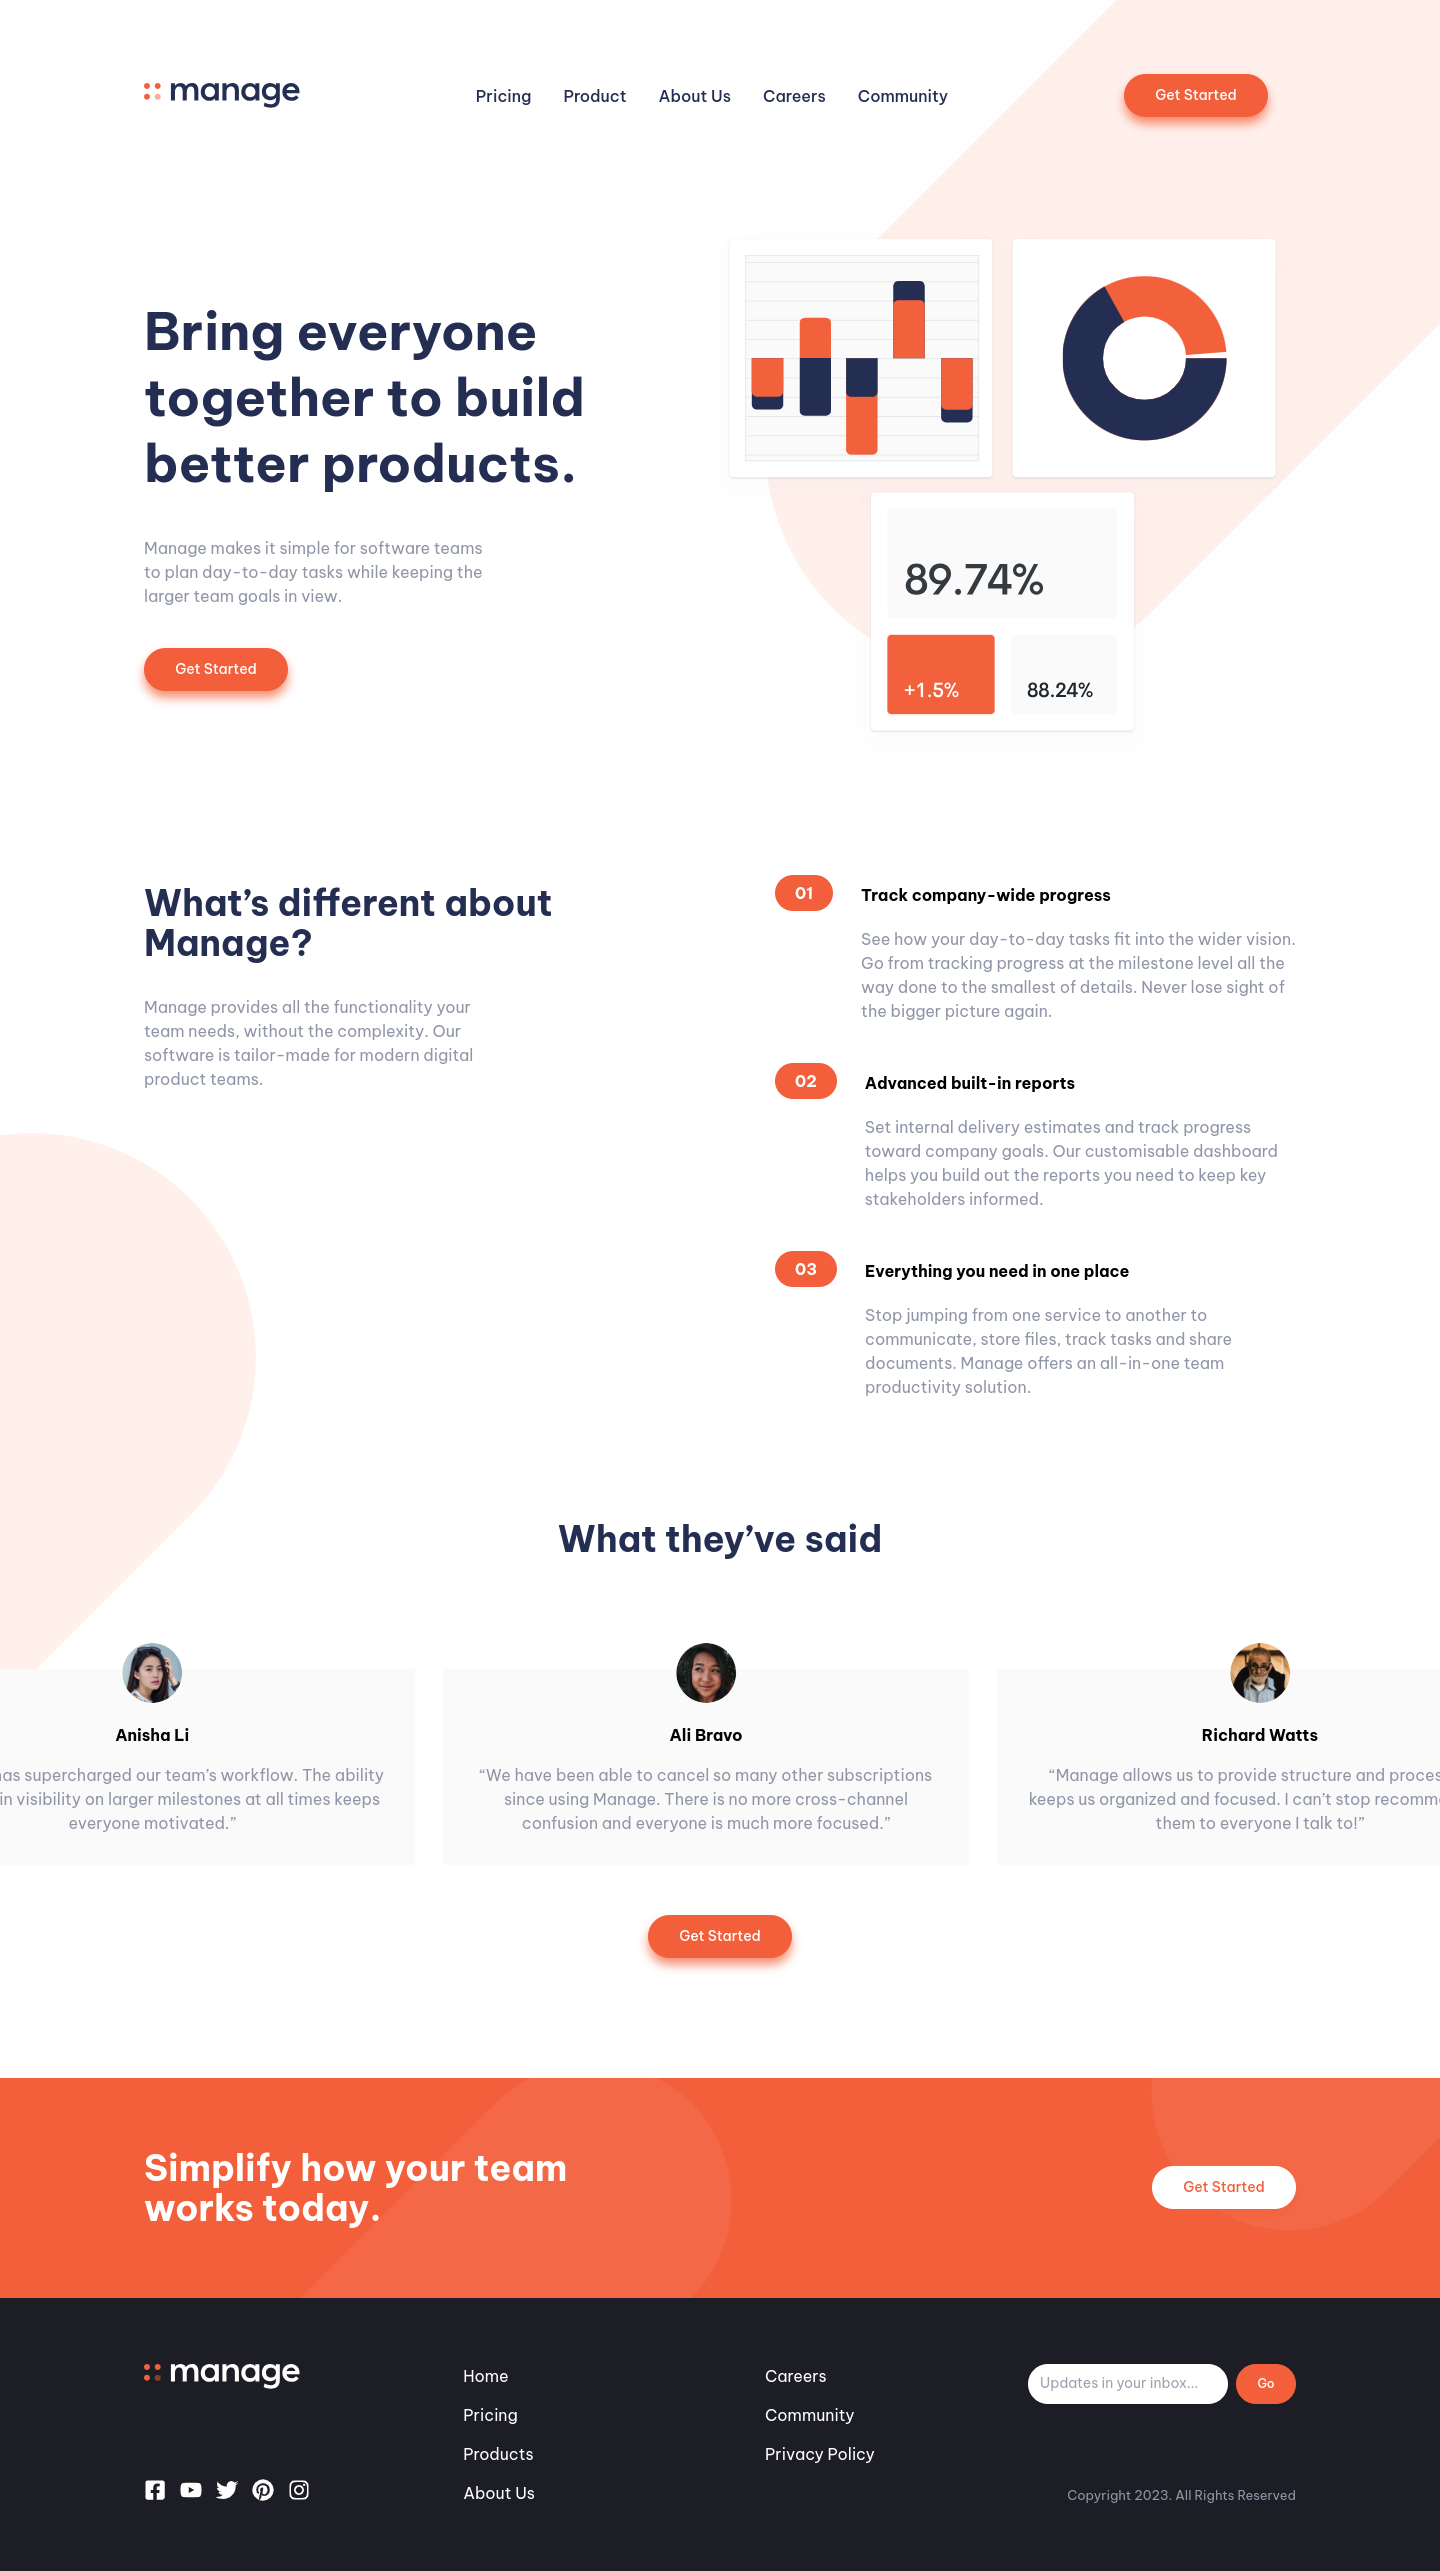 manage
Pricing
Product
About Us
Careers
Community
Get Started
Bring everyone
together to build
better products.
Manage makes it simple for software teams
to plan day-to-day tasks while keeping the
larger team goals in view.
Get Started
89.74%
+1.5%
88.24%
What’s different about
Manage?
Manage provides all the functionality your
team needs, without the complexity. Our
software is tailor-made for modern digital
product teams.
01
Track company-wide progress
See how your day-to-day tasks fit into the wider vision.
Go from tracking progress at the milestone level all the
way done to the smallest of details. Never lose sight of
the bigger picture again.
02
Advanced built-in reports
Set internal delivery estimates and track progress
toward company goals. Our customisable dashboard
helps you build out the reports you need to keep key
stakeholders informed.
03
Everything you need in one place
Stop jumping from one service to another to
communicate, store files, track tasks and share
documents. Manage offers an all-in-one team
productivity solution.
What they’ve said
Anisha Li
has supercharged our team’s workflow. The ability
in visibility on larger milestones at all times keeps
everyone motivated.”
Ali Bravo
“We have been able to cancel so many other subscriptions
since using Manage. There is no more cross-channel
confusion and everyone is much more focused.”
Richard Watts
“Manage allows us to provide structure and proces
keeps us organized and focused. I can’t stop recomm
them to everyone I talk to!”
Get Started
Simplify how your team
works today.
Get Started
manage
Home
Pricing
Products
About Us
Careers
Community
Privacy Policy
Updates in your inbox...
Go
Copyright 2023. All Rights Reserved